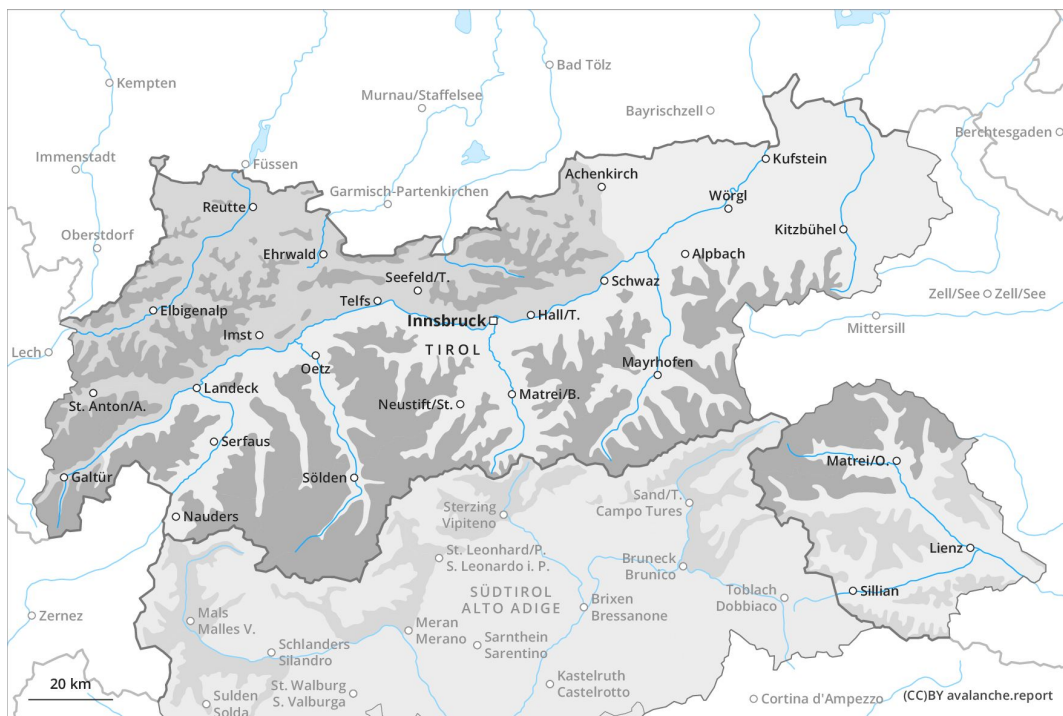 Kempten
Bad Tölz
Murnau/Staffelsee
Bayrischzell
Berchtesgaden
Immenstadt
Füssen
Kufstein
Achenkirch
Garmisch-Partenkirchen
Wörgl
Reutte
Oberstdorf
Kitzbühel
Ehrwald
Alpbach
Seefeld/T.
Schwaz
Zell/See
Zell/See
Telfs
Elbigenalp
Innsbruck
Hall/T.
Mittersill
Imst
TIROL
Lech
Oetz
Mayrhofen
Landeck
St. Anton/A.
Neustift/St.
Matrei/B.
Serfaus
Matrei/O.
Galtür
Sölden
Sand/T.
Campo Tures
Sterzing
Vipiteno
Nauders
Lienz
St. Leonhard/P.
S. Leonardo i. P.
Bruneck
Brunico
SÜDTIROL
ALTO ADIGE
Sillian
Toblach
Dobbiaco
Brixen
Bressanone
Zernez
Mals
Malles V.
Meran
Merano
Sarnthein
Sarentino
Schlanders
Silandro
20 km
St. Walburg
S. Valburga
Kastelruth
Castelrotto
Sulden
Solda
Cortina d'Ampezzo
(CC)BY avalanche.report